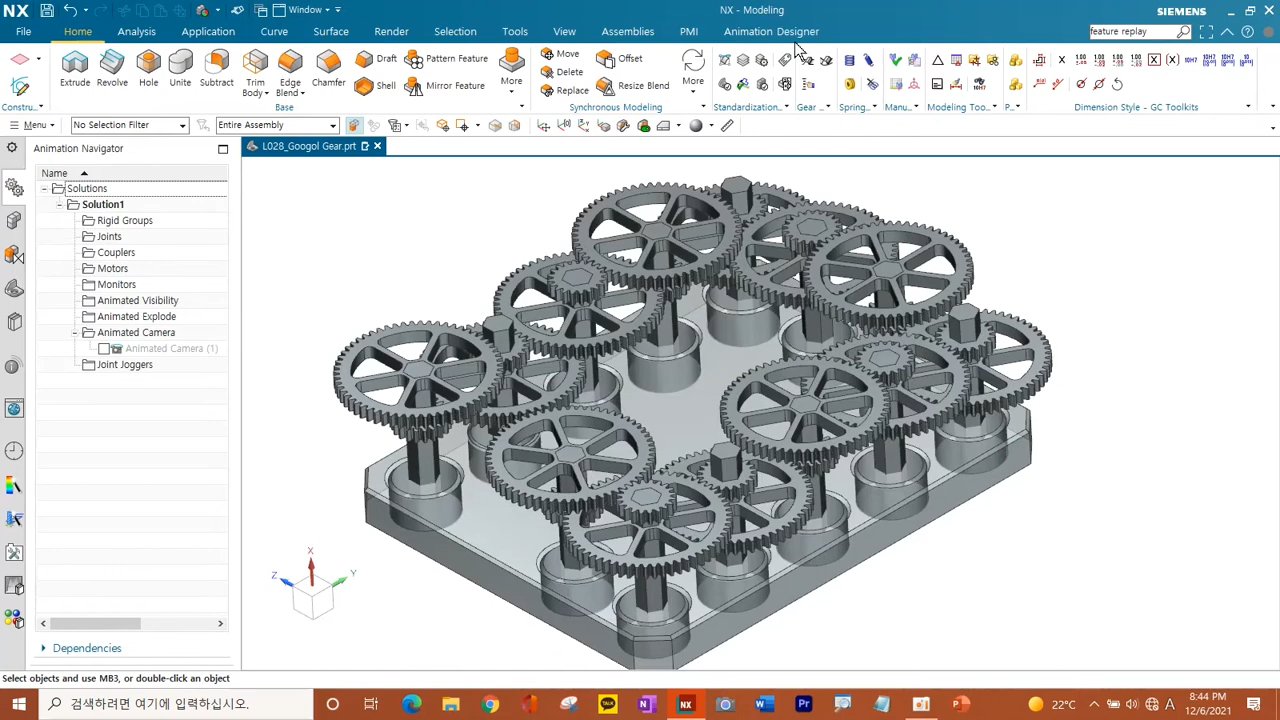 NX
Window
NX - Modeling
SIEMENS
File
Home
Analysis
Application
Curve
Surface
Render
Selection
Tools
View
Assemblies
PMI
Animation Designer
feature replay
Extrude
Revolve
Hole
Unite
Subtract
Trim Body
Edge Blend
Chamfer
Draft
Shell
Pattern Feature
Mirror Feature
More
Move
Delete
Replace
Offset
Resize Blend
More
Constru...
Base
Synchronous Modeling
Standardization...
Gear ...
Spring...
Manu...
Modeling Too...
P...
Dimension Style - GC Toolkits
Menu
No Selection Filter
Entire Assembly
Animation Navigator
L028_Googol Gear.prt
Name
Solutions
Solution1
Rigid Groups
Joints
Couplers
Motors
Monitors
Animated Visibility
Animated Explode
Animated Camera
Animated Camera (1)
Joint Joggers
X
Y
Z
Dependencies
Select objects and use MB3, or double-click an object
검색하려면 여기에 입력하십시오.
22°C
A
8:44 PM
12/6/2021